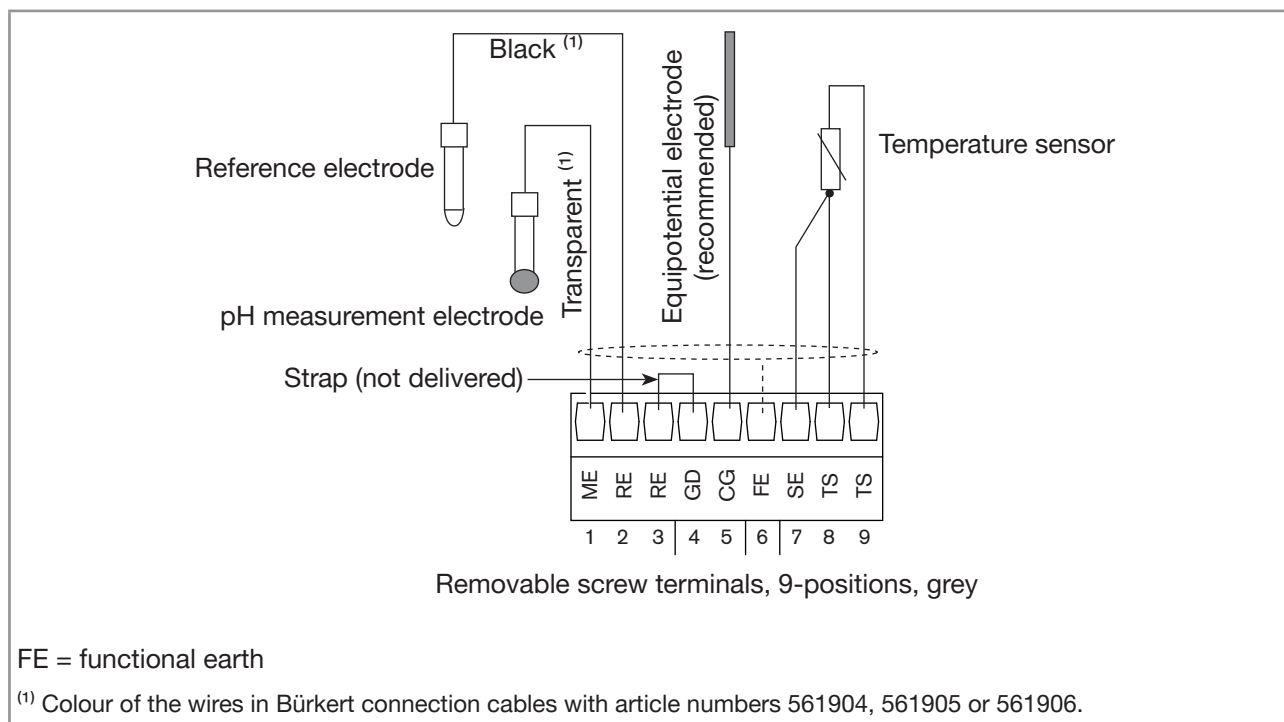 Black (1)
Equipotential electrode
(recommended)
Temperature sensor
Reference electrode
Transparent (1)
pH measurement electrode
Strap (not delivered)
ME RE RE GD CG FE SE TS TS
1 2 3 4 5 6 7 8 9
Removable screw terminals, 9-positions, grey
FE = functional earth
(1) Colour of the wires in Bürkert connection cables with article numbers 561904, 561905 or 561906.